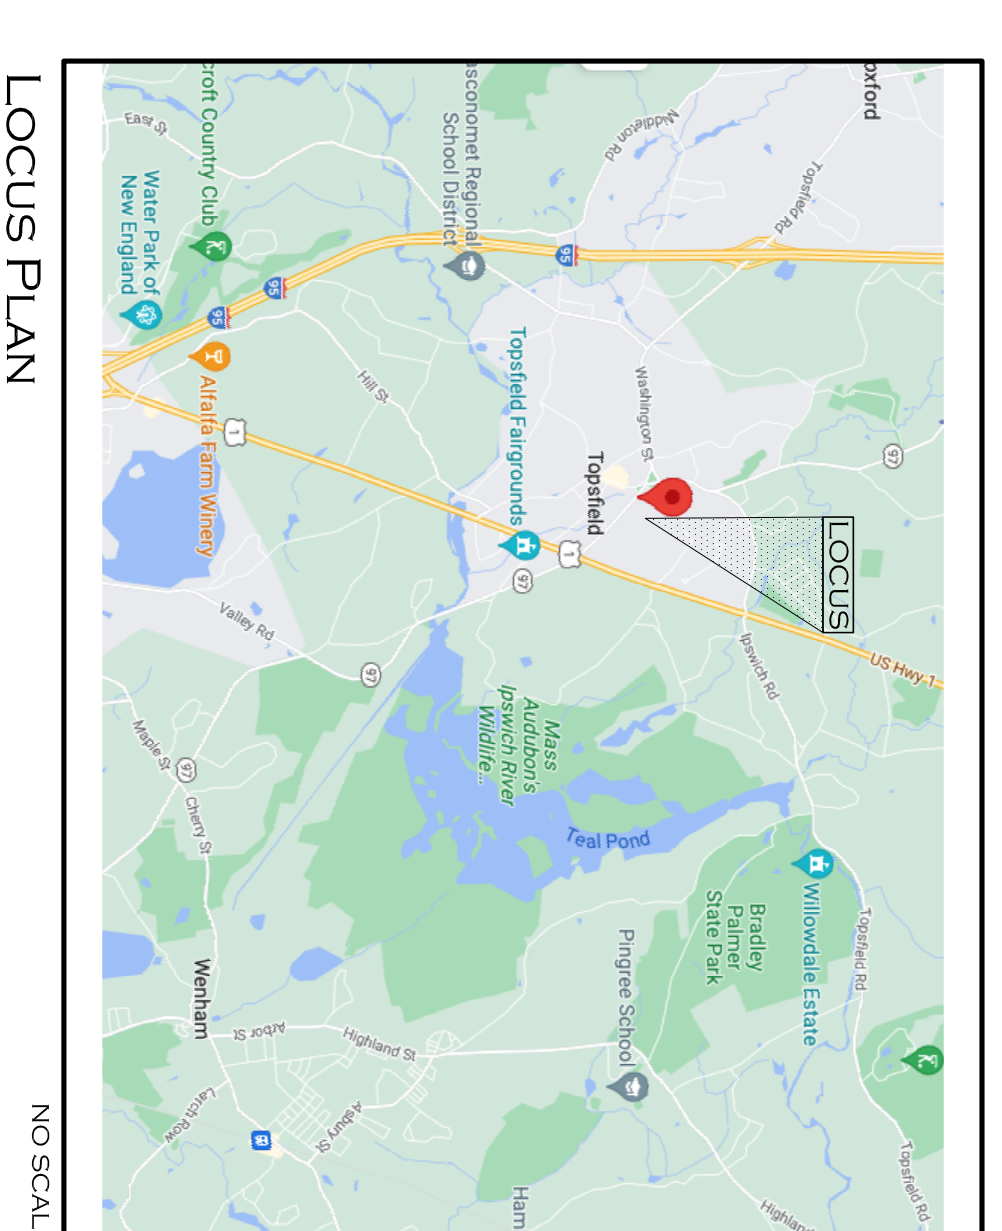 LOCUS PLAN
NO SCAL
LOCUS
oxford
Topsfield Rd
Middleton Rd
asconomet Regional
School District
croft Country Club
East St
Water Park of
New England
95
95
95
Alfalfa Farm Winery
Hill St
1
Topsfield Fairgrounds
Washington St
Topsfield
97
1
97
US Hwy 1
Ipswich Rd
Valley Rd
97
Mass
Audubon's
Ipswich River
Wildlife...
Teal Pond
Maple St
97
Cherry St
Willowdale Estate
Bradley
Palmer
State Park
Topsfield Rd
Pingree School
Wenham
Arbor St
Highland St
Asbury St
Larch Row
Topsfield Rd
Ham
Highlan